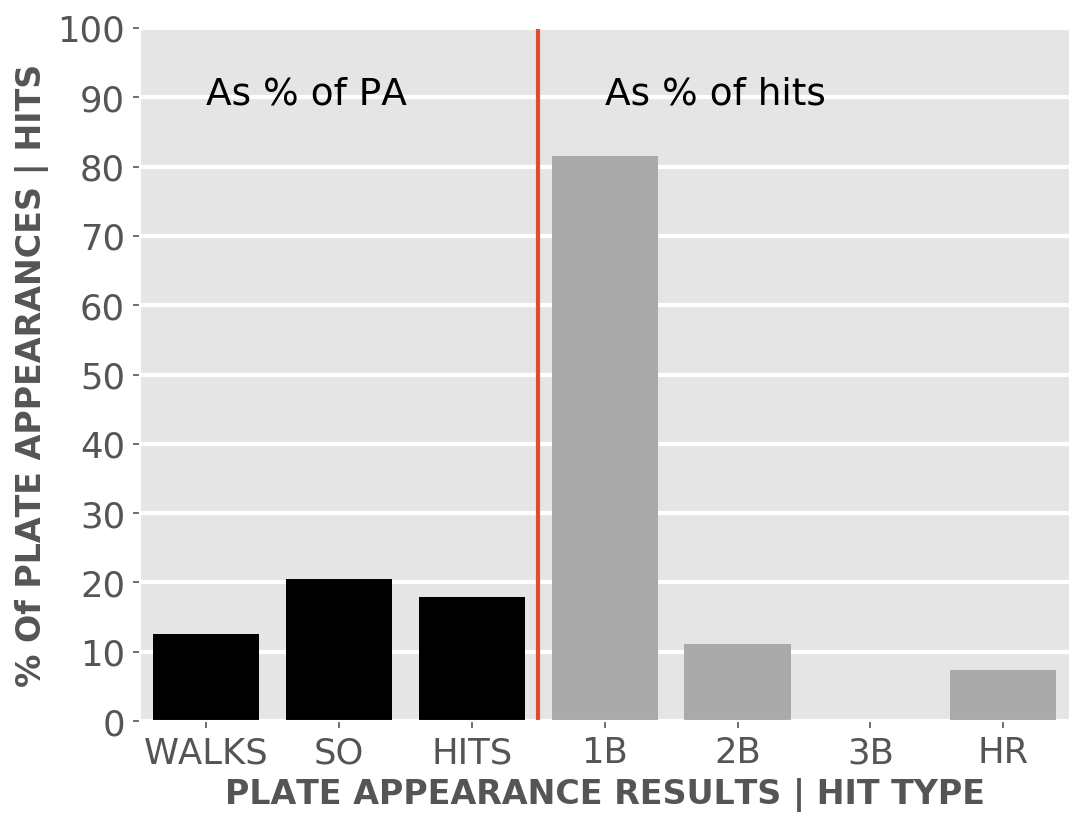 % Of PLATE APPEARANCES | HITS
100
90
80
70
60
50
40
30
20
10
0
As % of PA
As % of hits
WALKS SO HITS 1B 2B 3B HR
PLATE APPEARANCE RESULTS | HIT TYPE